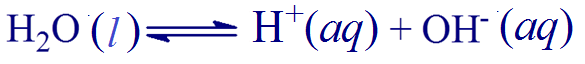 H₂O (l) ⇌ H⁺(aq) + OH⁻ (aq)